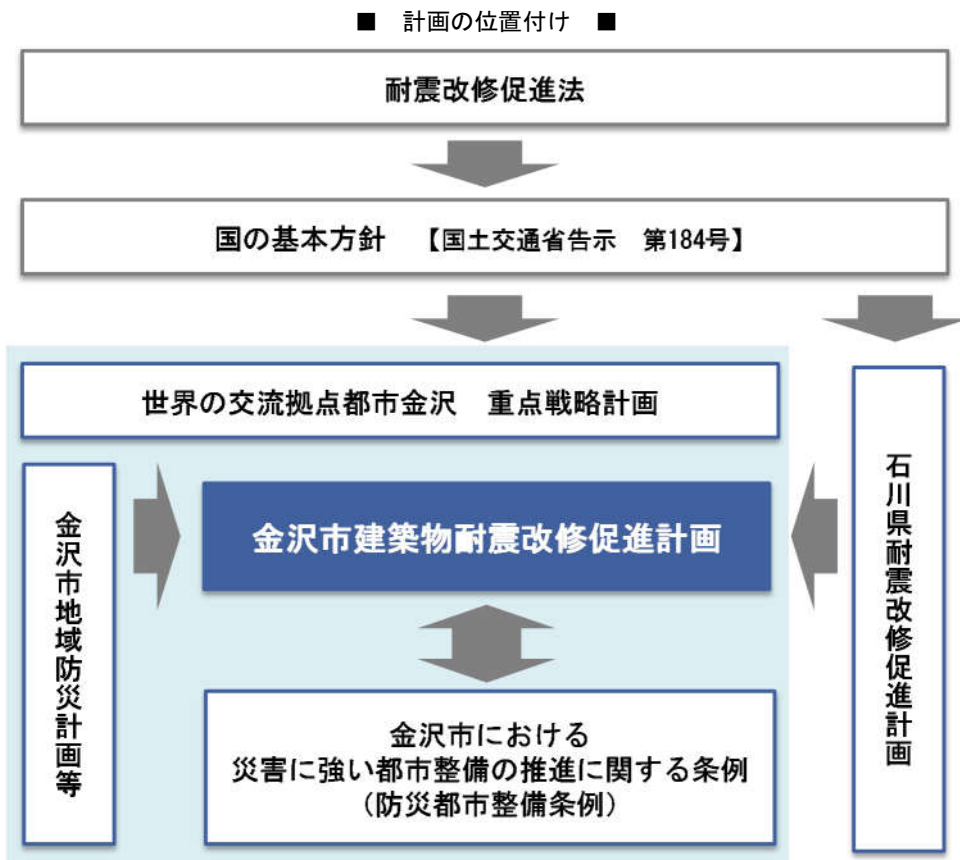 ■ 計画の位置付け ■
耐震改修促進法
国の基本方針 【国土交通省告示 第184号】
世界の交流拠点都市金沢 重点戦略計画
金沢市地域防災計画等
金沢市建築物耐震改修促進計画
石川県耐震改修促進計画
金沢市における
災害に強い都市整備の推進に関する条例
（防災都市整備条例）